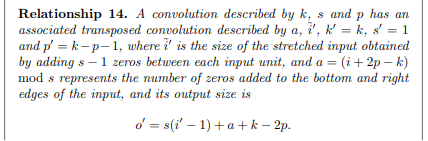 Relationship 14. A convolution described by k, s and p has an
associated transposed convolution described by a, ĩ′, k′ = k, s′ = 1
and p′ = k − p − 1, where ĩ′ is the size of the stretched input obtained
by adding s − 1 zeros between each input unit, and a = (i + 2p − k)
mod s represents the number of zeros added to the bottom and right
edges of the input, and its output size is
o′ = s(i′ − 1) + a + k − 2p.